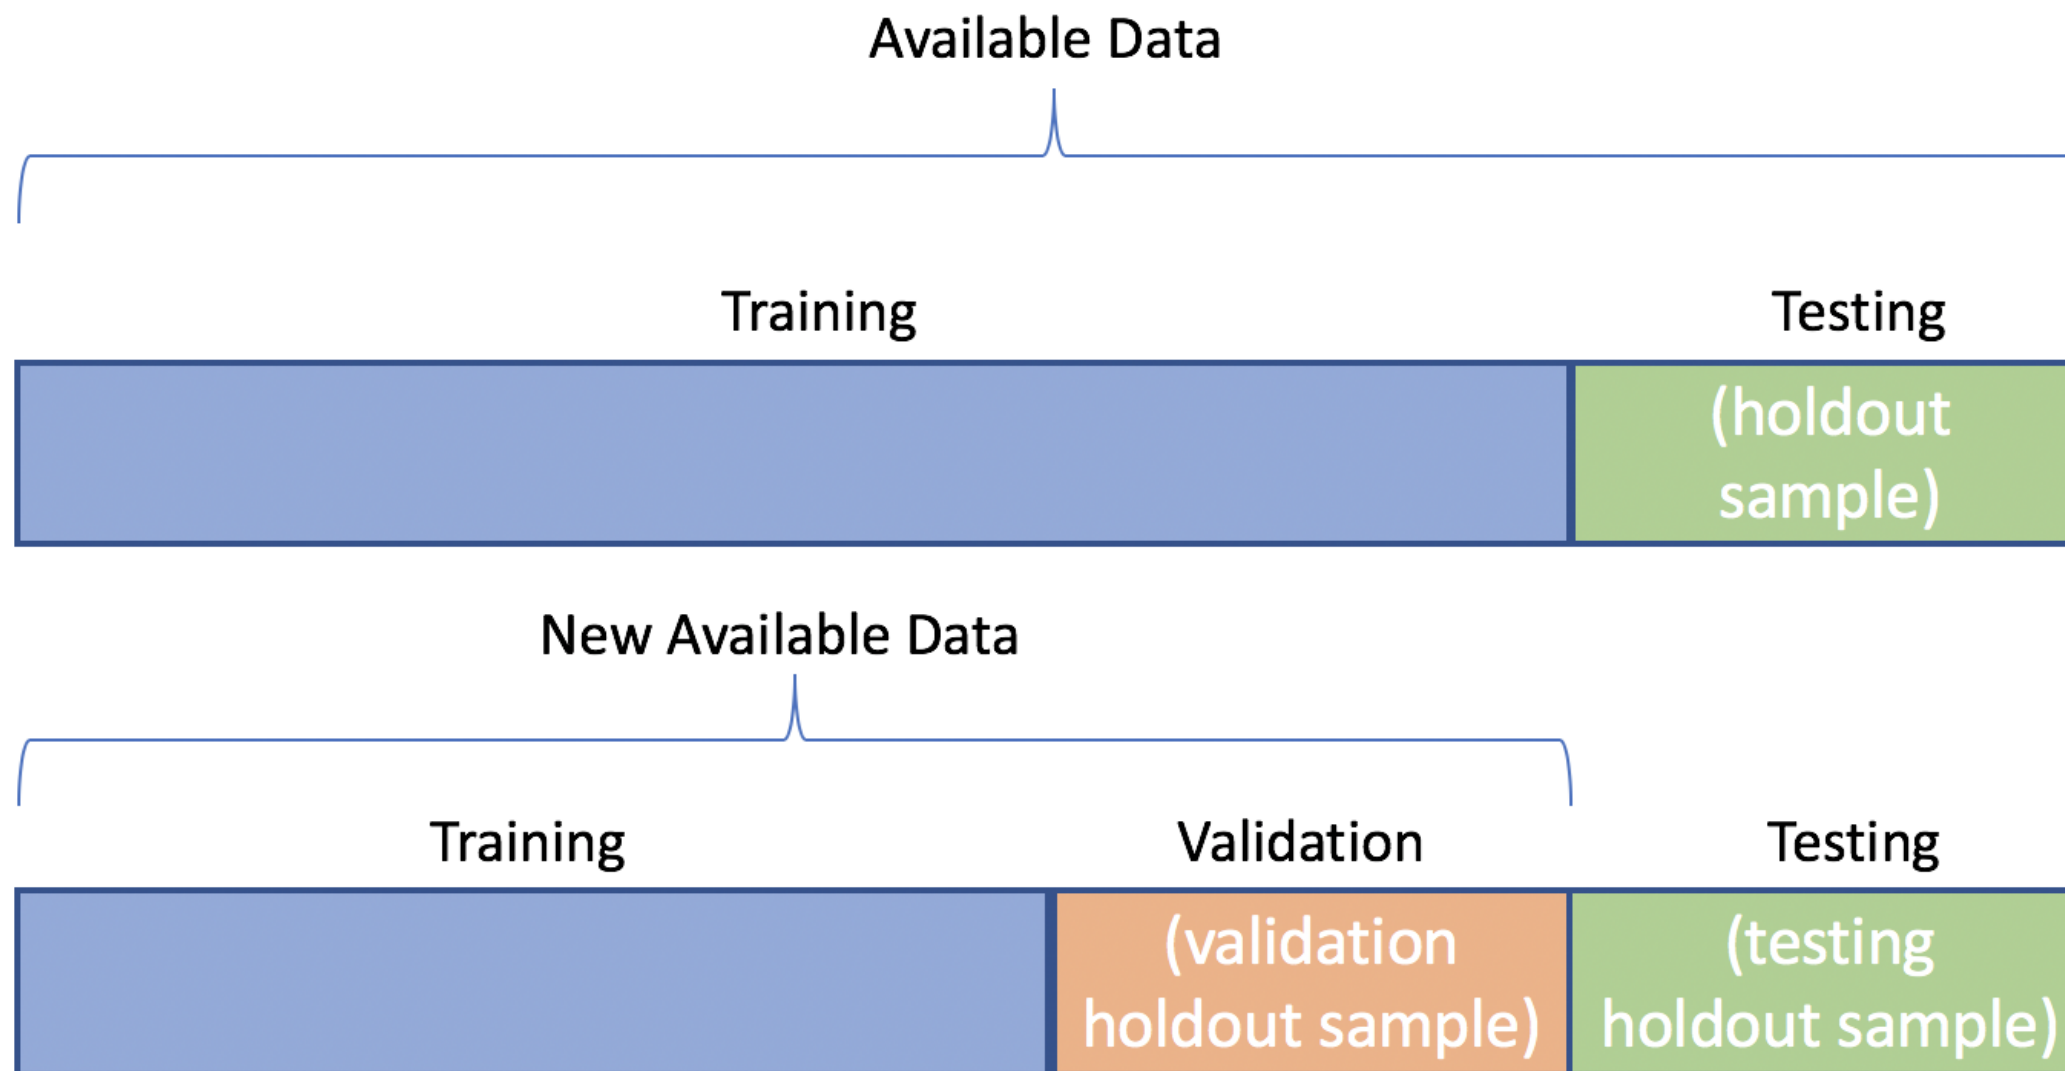 Available Data
Training
Testing
(holdout
sample)
New Available Data
Training
Validation
Testing
(validation
holdout sample)
(testing
holdout sample)